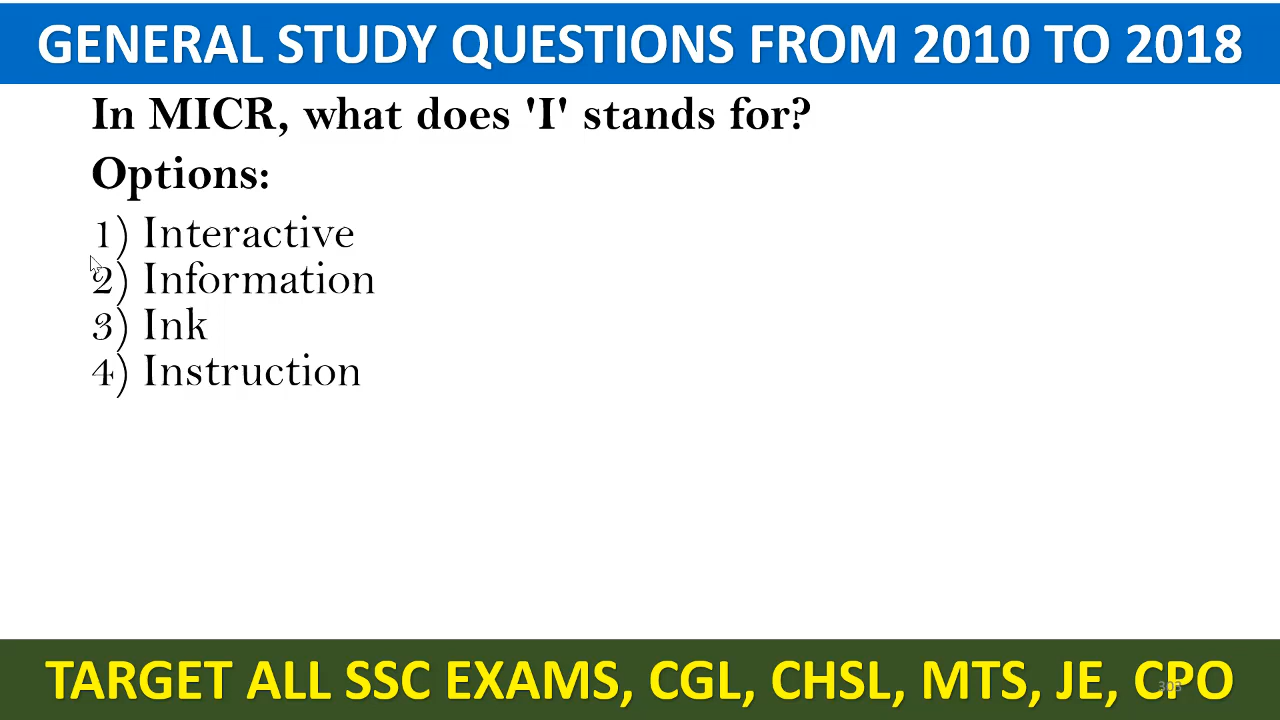 GENERAL STUDY QUESTIONS FROM 2010 TO 2018
In MICR, what does 'I' stands for?
Options:
1) Interactive
2) Information
3) Ink
4) Instruction
TARGET ALL SSC EXAMS, CGL, CHSL, MTS, JE, CPO
303